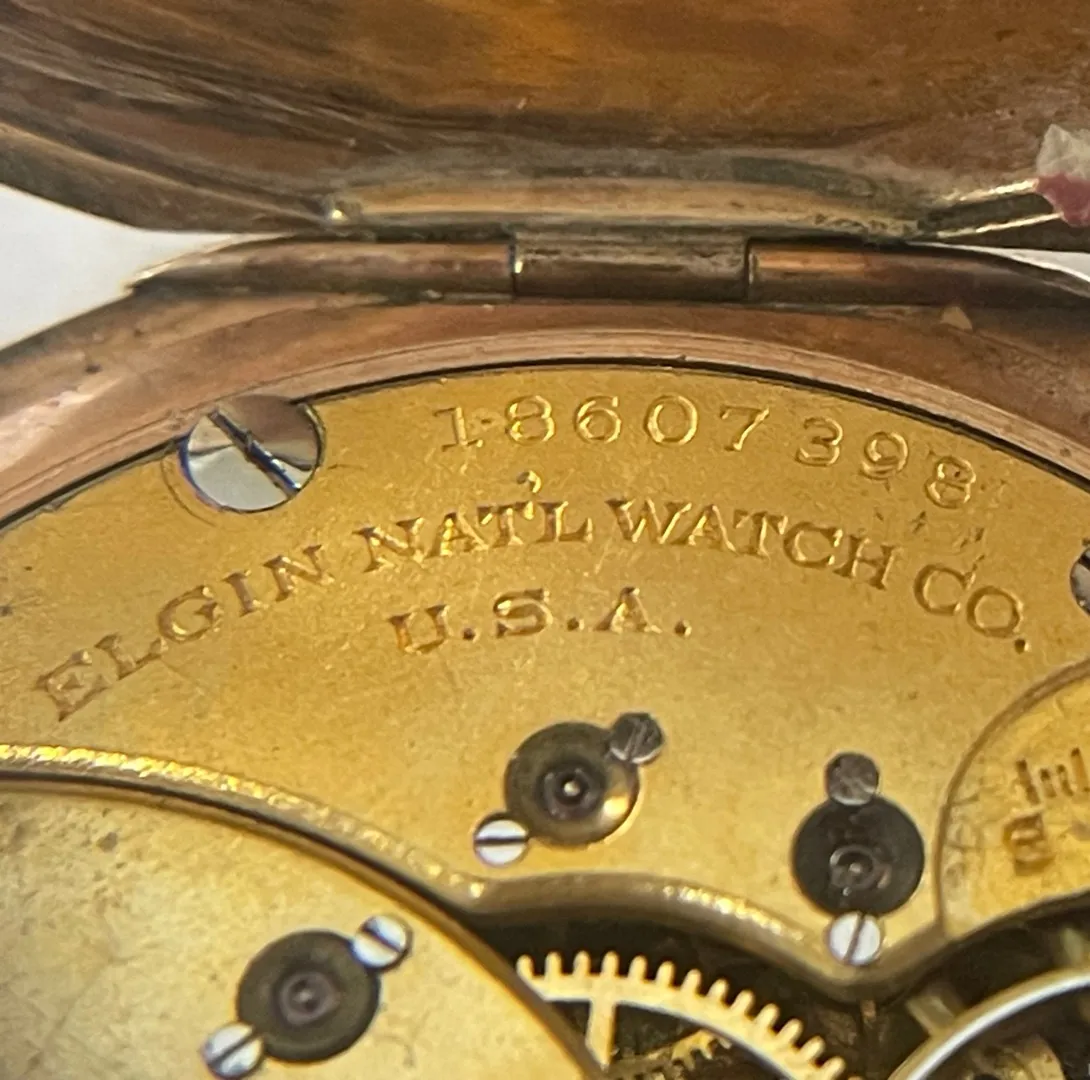 18607398
ELGIN NAT'L WATCH CO.
U.S.A.